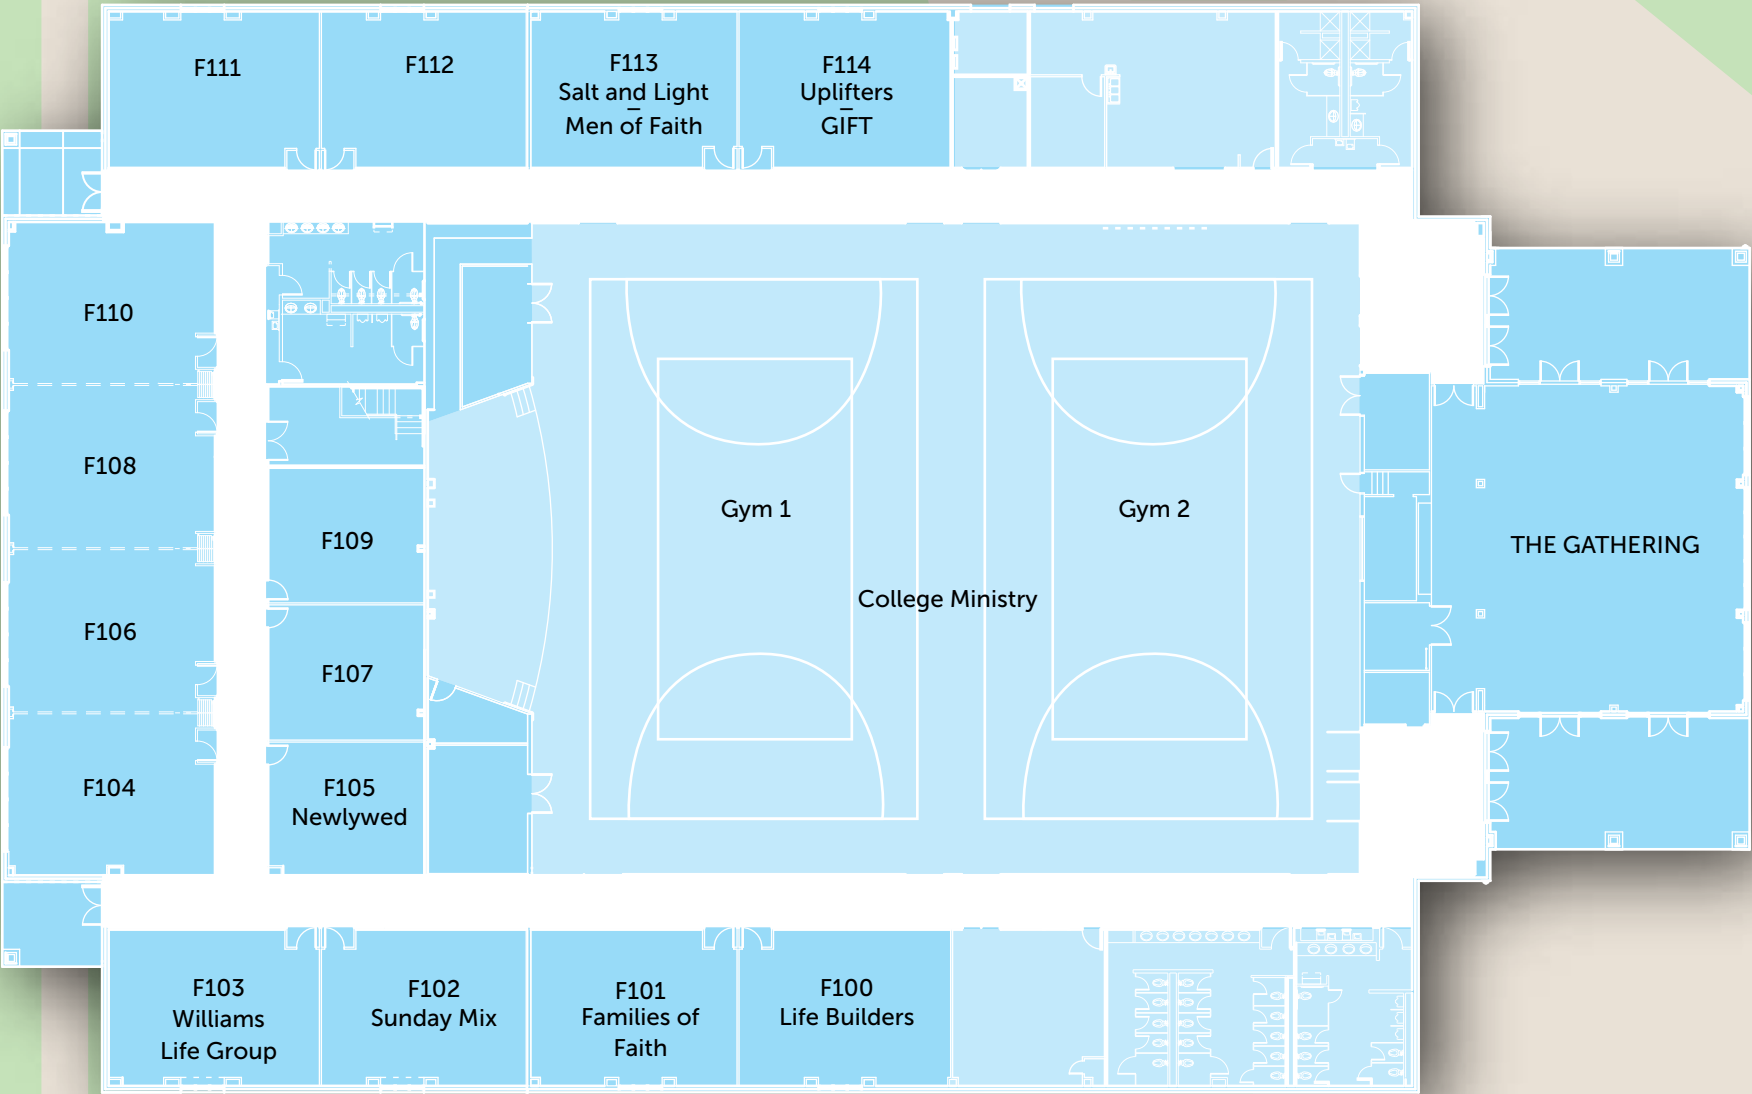 F111
F112
F113
Salt and Light
–
Men of Faith
F114
Uplifters
–
GIFT
F110
F108
F106
F104
F109
F107
F105
Newlywed
Gym 1
Gym 2
College Ministry
THE GATHERING
F103
Williams
Life Group
F102
Sunday Mix
F101
Families of
Faith
F100
Life Builders